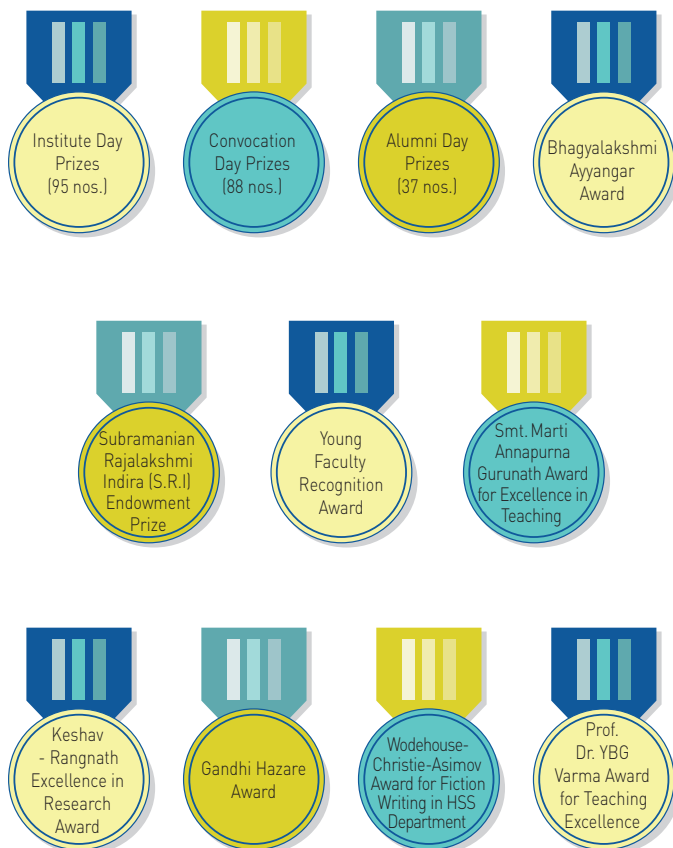 Institute Day
Prizes
(95 nos.)
Convocation
Day Prizes
(88 nos.)
Alumni Day
Prizes
(37 nos.)
Bhagyalakshmi
Ayyangar
Award
Subramanian
Rajalakshmi
Indira (S.R.I)
Endowment
Prize
Young
Faculty
Recognition
Award
Smt. Marti
Annapurna
Gurunath Award
for Excellence in
Teaching
Keshav
- Rangnath
Excellence in
Research
Award
Gandhi Hazare
Award
Wodehouse-
Christie-Asimov
Award for Fiction
Writing in HSS
Department
Prof.
Dr. YBG
Varma Award
for Teaching
Excellence